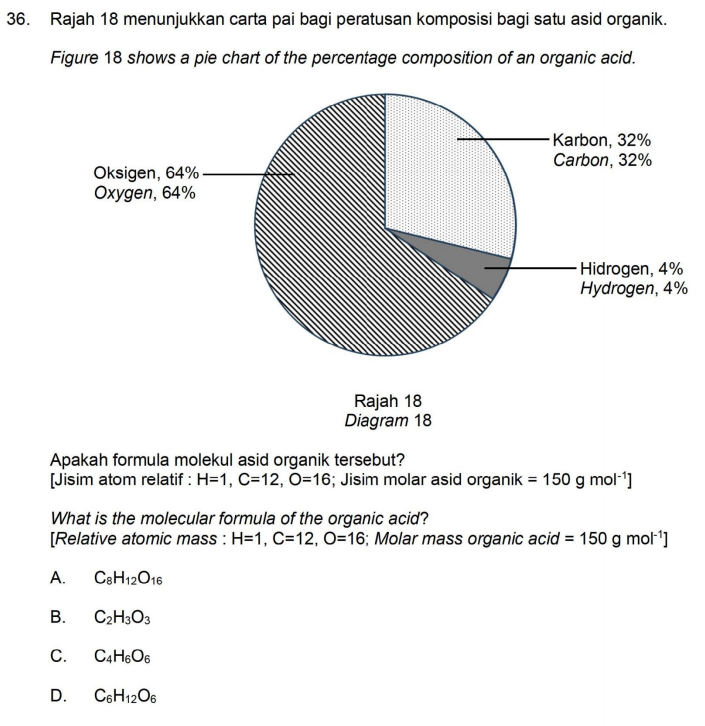 36. Rajah 18 menunjukkan carta pai bagi peratusan komposisi bagi satu asid organik.
Figure 18 shows a pie chart of the percentage composition of an organic acid.
Oksigen, 64%
Oxygen, 64%
Karbon, 32%
Carbon, 32%
Hidrogen, 4%
Hydrogen, 4%
Rajah 18
Diagram 18
Apakah formula molekul asid organik tersebut?
[Jisim atom relatif : H=1, C=12, O=16; Jisim molar asid organik = 150 g mol⁻¹]
What is the molecular formula of the organic acid?
[Relative atomic mass : H=1, C=12, O=16; Molar mass organic acid = 150 g mol⁻¹]
A. C₈H₁₂O₁₆
B. C₂H₃O₃
C. C₄H₆O₆
D. C₆H₁₂O₆